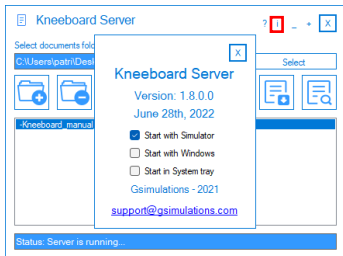 Kneeboard Server
? i _ + X
Select documents fold
C:\Users\patri\Desk
Select
-Kneeboard_manual
X
Kneeboard Server
Version: 1.8.0.0
June 28th, 2022
Start with Simulator
Start with Windows
Start in System tray
Gsimulations - 2021
support@gsimulations.com
Status: Server is running...